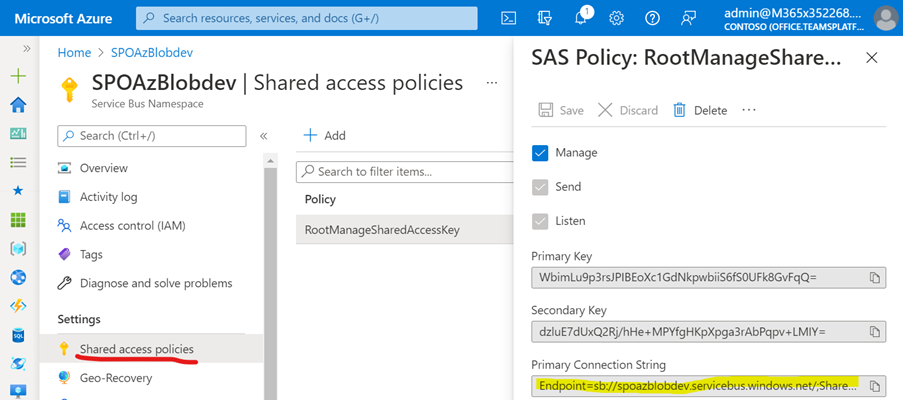 Microsoft Azure
Search resources, services, and docs (G+/)
1
admin@M365x352268....
CONTOSO (OFFICE.TEAMSPLATF...
Home > SPOAzBlobdev
SPOAzBlobdev | Shared access policies ...
Service Bus Namespace
Search (Ctrl+/)
Overview
Activity log
Access control (IAM)
Tags
Diagnose and solve problems
Settings
Shared access policies
Geo-Recovery
Add
Search to filter items...
Policy
RootManageSharedAccessKey
SAS Policy: RootManageShare...
Save Discard Delete ...
Manage
Send
Listen
Primary Key
WbimLu9p3rsJPIBEoXc1GdNkpwbiiS6fS0UFk8GvFqQ=
Secondary Key
dzluE7dUxQ2Rj/hHe+MPYfgHKpXpga3rAbPqpv+LMIY=
Primary Connection String
Endpoint=sb://spoazblobdev.servicebus.windows.net/;Share...